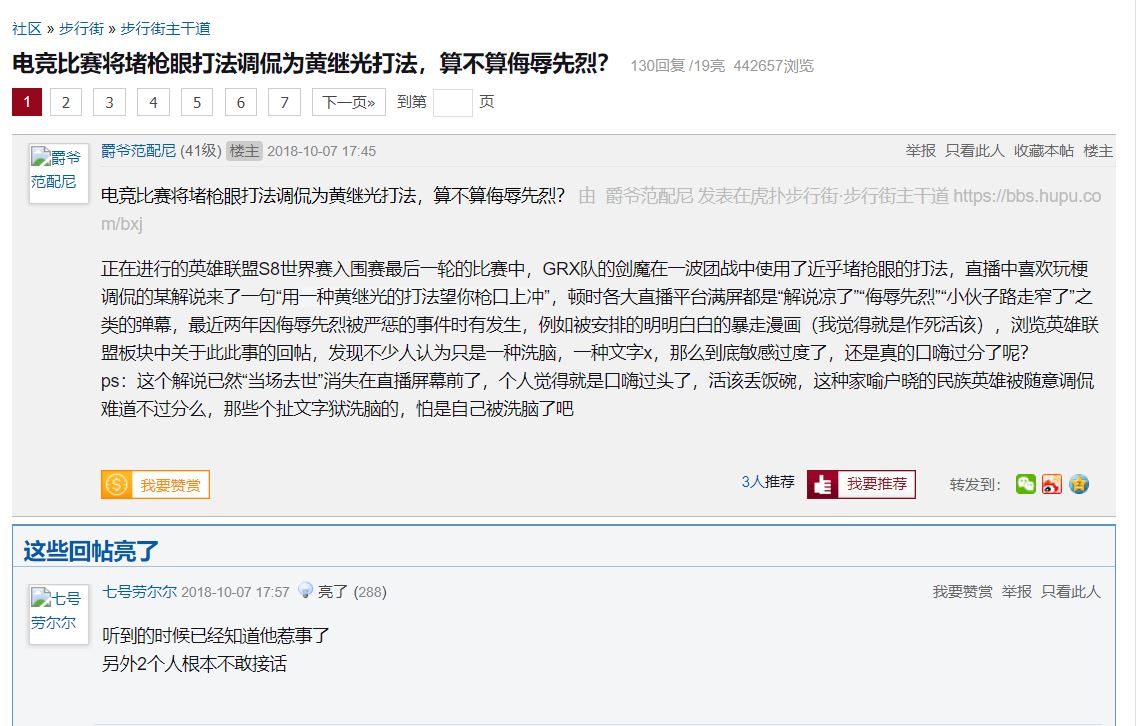 社区 » 步行街 » 步行街主干道
电竞比赛将堵枪眼打法调侃为黄继光打法，算不算侮辱先烈？ 130回复 /19亮 442657浏览
1 2 3 4 5 6 7 下一页» 到第 页
爵爷范配尼 (41级) 楼主 2018-10-07 17:45 举报 只看此人 收藏本帖 楼主
爵爷
范配尼
电竞比赛将堵枪眼打法调侃为黄继光打法，算不算侮辱先烈？ 由 爵爷范配尼 发表在虎扑步行街·步行街主干道 https://bbs.hupu.co
m/bxj
正在进行的英雄联盟S8世界赛入围赛最后一轮的比赛中，GRX队的剑魔在一波团战中使用了近乎堵抢眼的打法，直播中喜欢玩梗
调侃的某解说来了一句“用一种黄继光的打法望你枪口上冲”，顿时各大直播平台满屏都是“解说凉了”“侮辱先烈”“小伙子路走窄了”之
类的弹幕，最近两年因侮辱先烈被严惩的事件时有发生，例如被安排的明明白白的暴走漫画（我觉得就是作死活该），浏览英雄联
盟板块中关于此此事的回帖，发现不少人认为只是一种洗脑，一种文字x，那么到底敏感过度了，还是真的口嗨过分了呢？
ps：这个解说已然“当场去世”消失在直播屏幕前了，个人觉得就是口嗨过头了，活该丢饭碗，这种家喻户晓的民族英雄被随意调侃
难道不过分么，那些个扯文字狱洗脑的，怕是自己被洗脑了吧
我要赞赏 3人推荐 我要推荐 转发到：
这些回帖亮了
七号劳尔尔 2018-10-07 17:57 亮了 (288) 我要赞赏 举报 只看此人
七号
劳尔尔
听到的时候已经知道他惹事了
另外2个人根本不敢接话